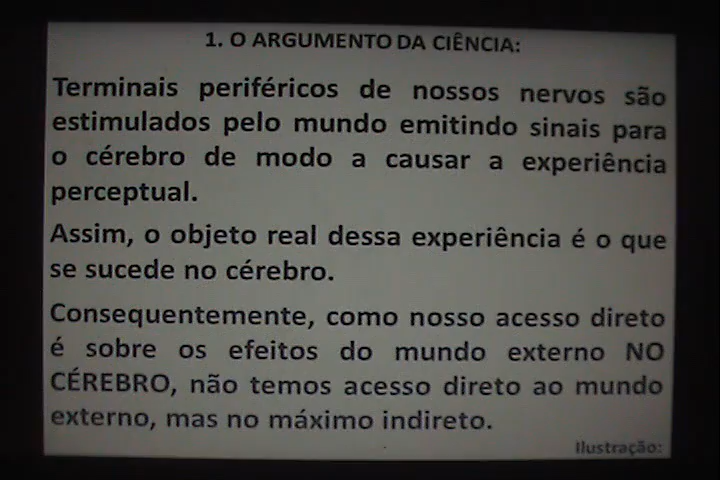 1. O ARGUMENTO DA CIÊNCIA:
Terminais periféricos de nossos nervos são
estimulados pelo mundo emitindo sinais para
o cérebro de modo a causar a experiência
perceptual.
Assim, o objeto real dessa experiência é o que
se sucede no cérebro.
Consequentemente, como nosso acesso direto
é sobre os efeitos do mundo externo NO
CÉREBRO, não temos acesso direto ao mundo
externo, mas no máximo indireto.
Ilustração: